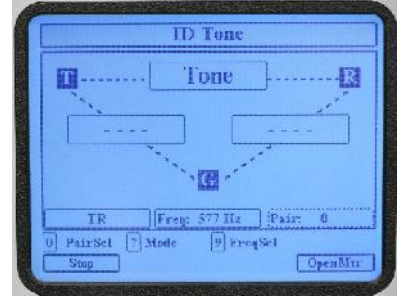 ID Tone
T Tone R
---- ----
G
TR Freq: 577 Hz Pair: 0
0 PairSel 7 Mode 9 FreqSel
Stop OpenMtr